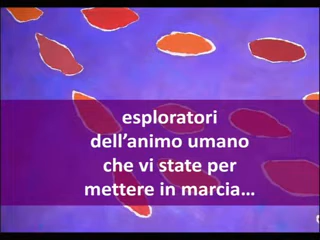 esploratori
dell’animo umano
che vi state per
mettere in marcia…